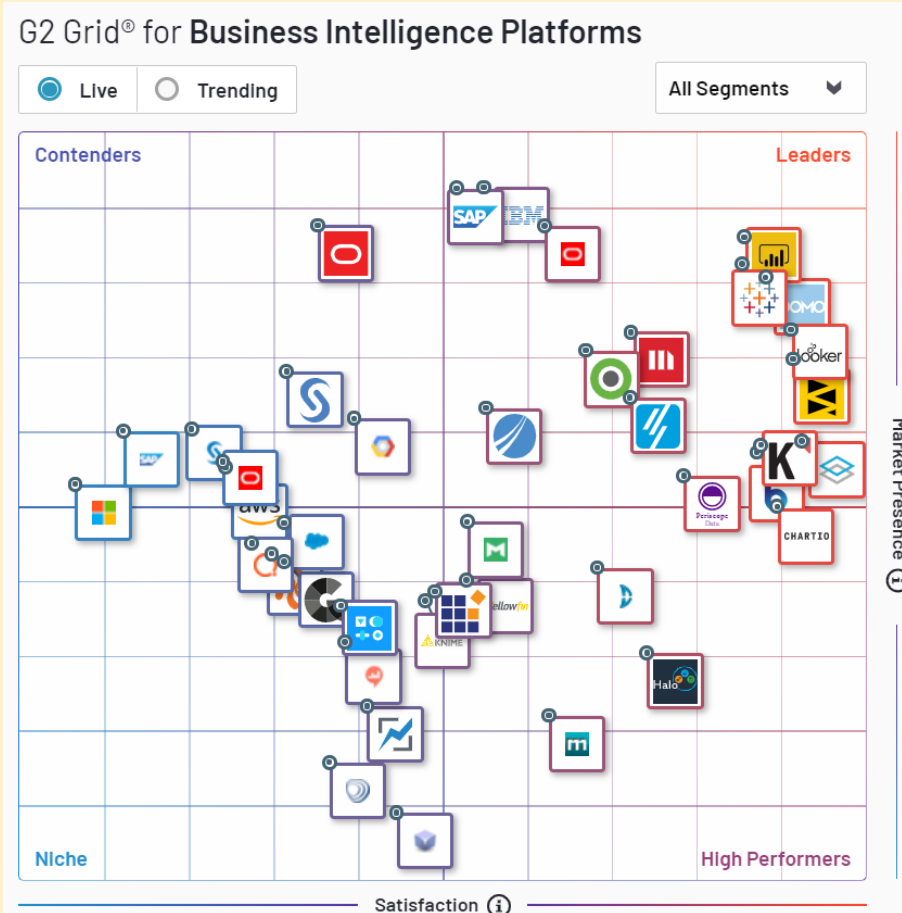 G2 Grid® for Business Intelligence Platforms
Live
Trending
All Segments
Contenders
Leaders
SAP
IBM
DOMO
looker
SAP
K
aws
Periscope
Data
CHARTIO
Market Presence
ellowfin
KNIME
Halo
m
Niche
High Performers
Satisfaction